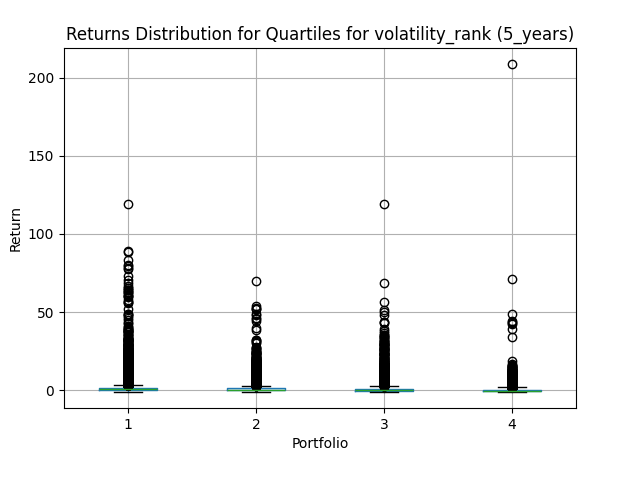 Returns Distribution for Quartiles for volatility_rank (5_years)
200
150
100
50
0
Return
1 2 3 4
Portfolio